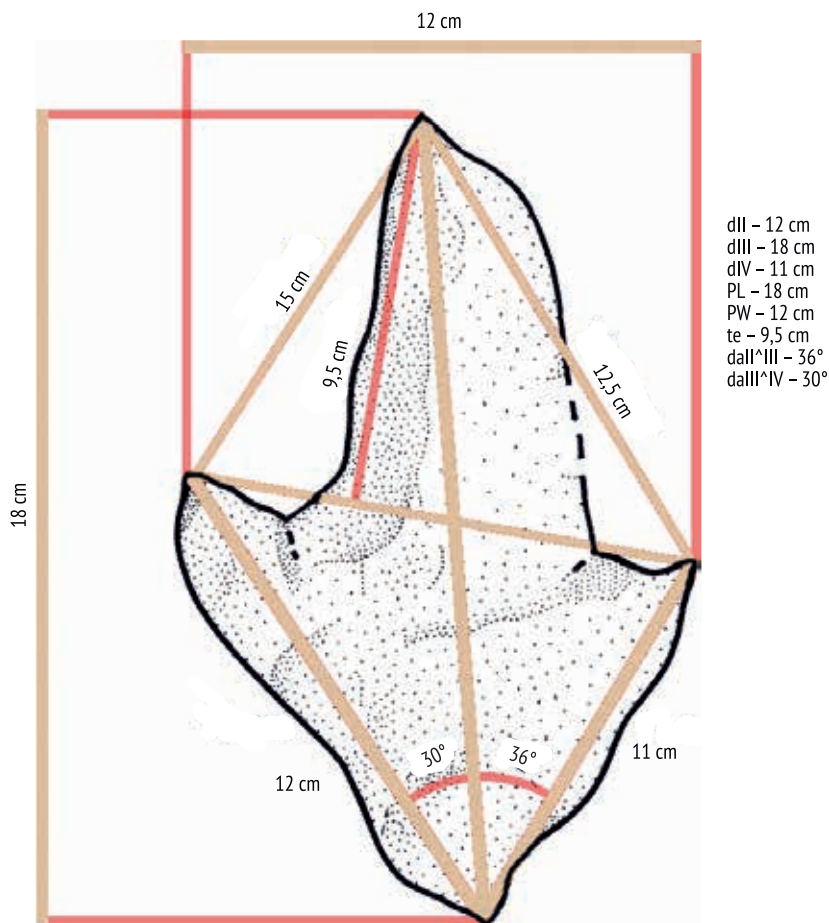 12 cm
15 cm
9,5 cm
12,5 cm
18 cm
30°
36°
12 cm
11 cm
dII – 12 cm
dIII – 18 cm
dIV – 11 cm
PL – 18 cm
PW – 12 cm
te – 9,5 cm
daII^III – 36°
daIII^IV – 30°